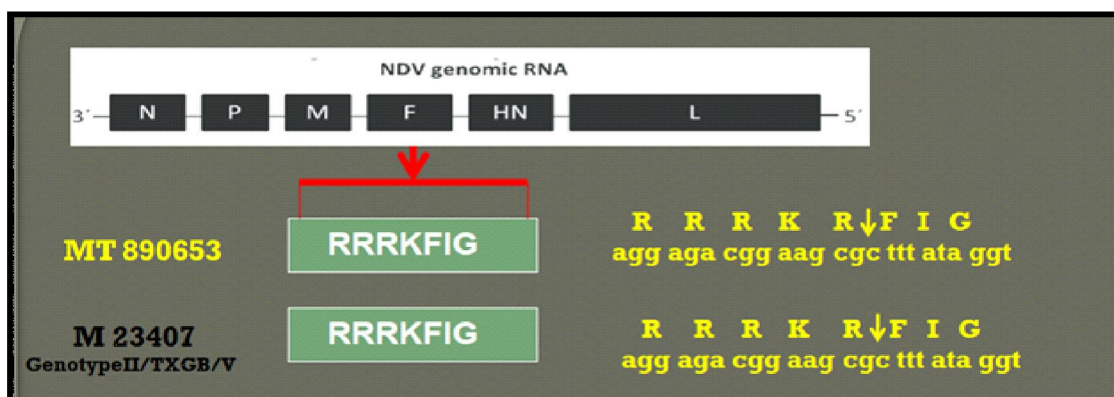 NDV genomic RNA
3´ N P M F HN L 5´
MT 890653
RRRKFIG
R R R K R↓F I G
agg aga cgg aag cgc ttt ata ggt
M 23407
GenotypeII/TXGB/V
RRRKFIG
R R R K R↓F I G
agg aga cgg aag cgc ttt ata ggt